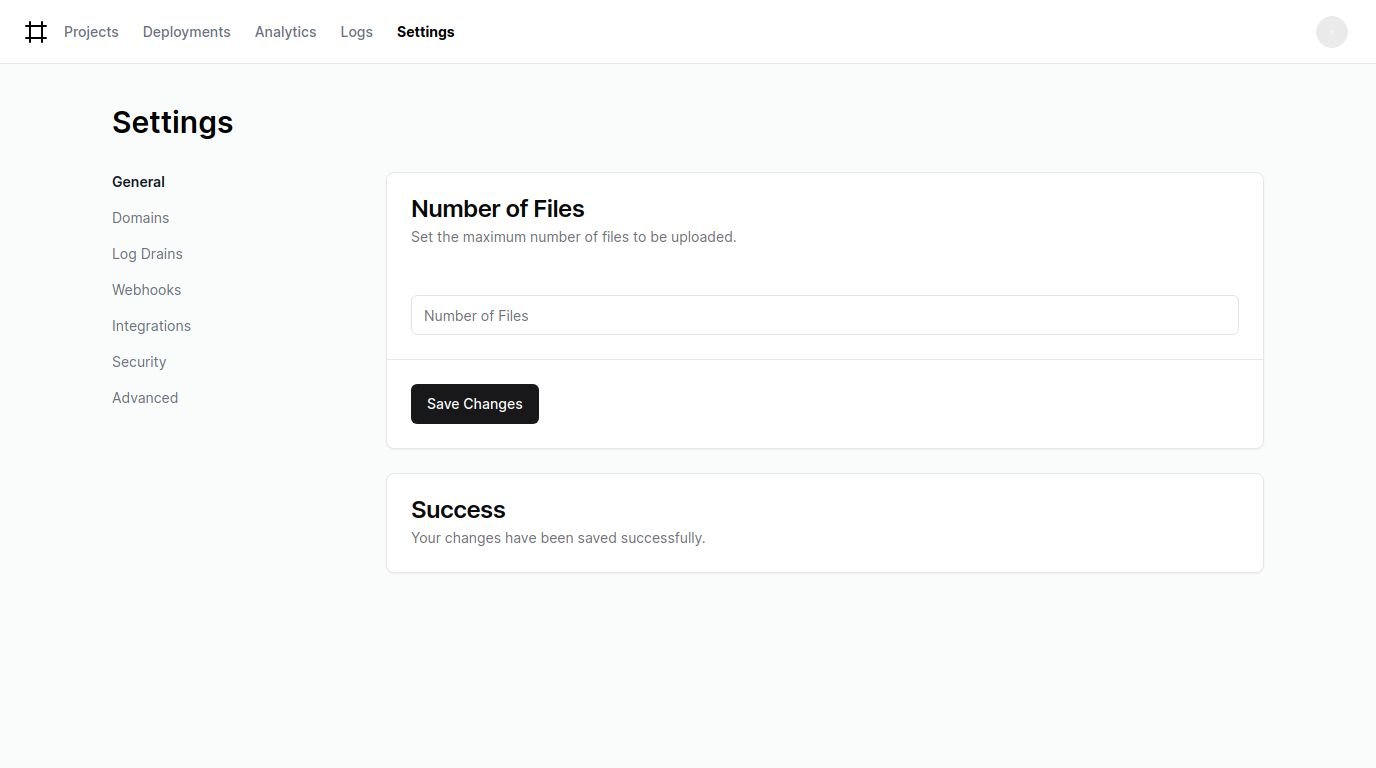 Projects Deployments Analytics Logs Settings
Settings
General
Domains
Log Drains
Webhooks
Integrations
Security
Advanced
Number of Files
Set the maximum number of files to be uploaded.
Number of Files
Save Changes
Success
Your changes have been saved successfully.